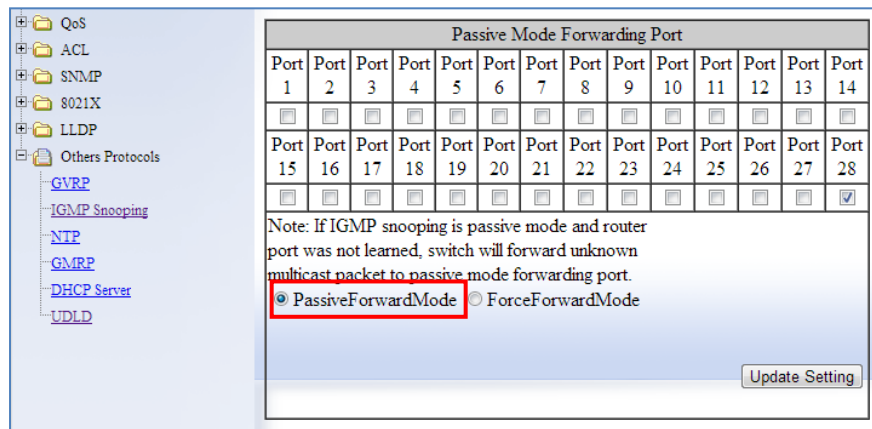 QoS
ACL
SNMP
8021X
LLDP
Others Protocols
GVRP
IGMP Snooping
NTP
GMRP
DHCP Server
UDLD
Passive Mode Forwarding Port
Port 1 Port 2 Port 3 Port 4 Port 5 Port 6 Port 7 Port 8 Port 9 Port 10 Port 11 Port 12 Port 13 Port 14
Port 15 Port 16 Port 17 Port 18 Port 19 Port 20 Port 21 Port 22 Port 23 Port 24 Port 25 Port 26 Port 27 Port 28
Note: If IGMP snooping is passive mode and router
port was not learned, switch will forward unknown
multicast packet to passive mode forwarding port.
PassiveForwardMode ForceForwardMode
Update Setting